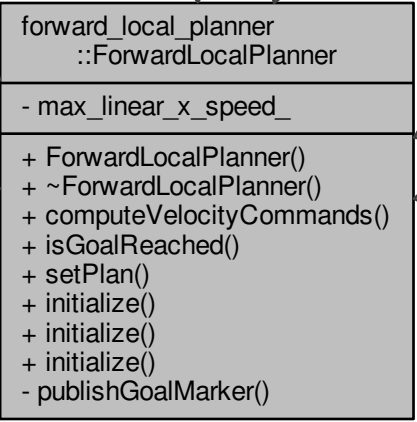 forward_local_planner
::ForwardLocalPlanner
- max_linear_x_speed_
+ ForwardLocalPlanner()
+ ~ForwardLocalPlanner()
+ computeVelocityCommands()
+ isGoalReached()
+ setPlan()
+ initialize()
+ initialize()
+ initialize()
- publishGoalMarker()